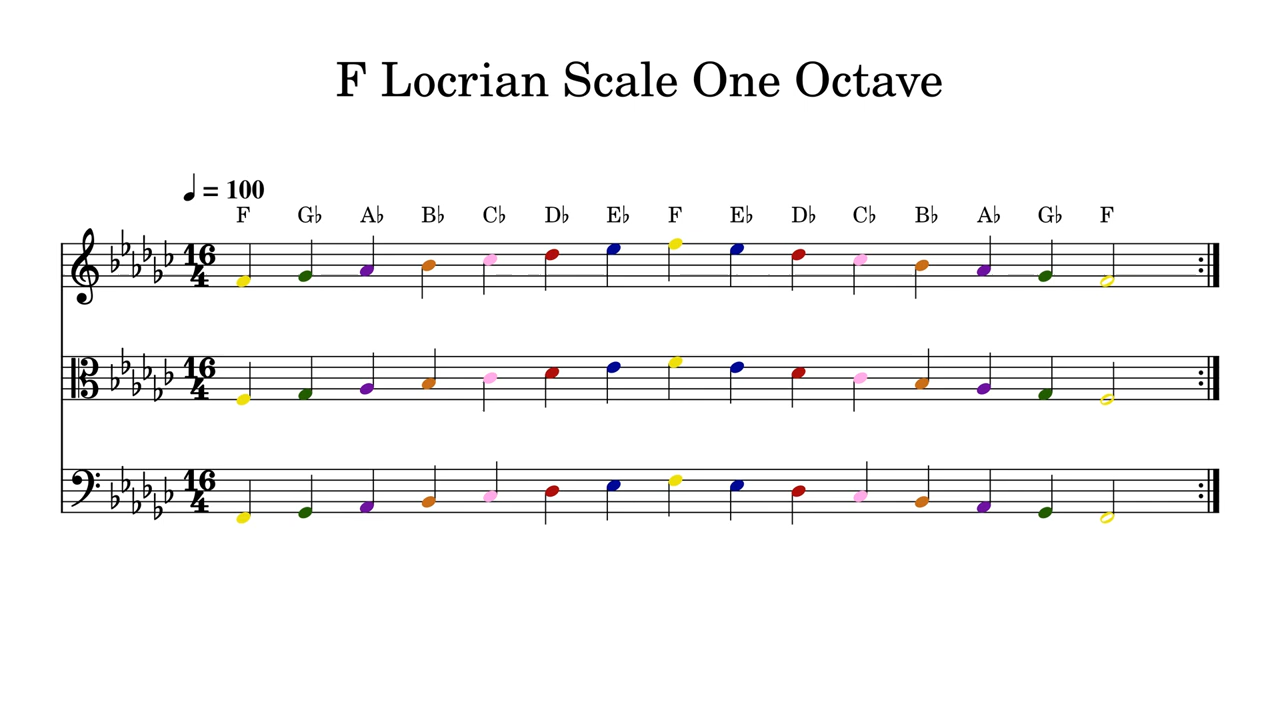 F Locrian Scale One Octave
♩ = 100
F G♭ A♭ B♭ C♭ D♭ E♭ F E♭ D♭ C♭ B♭ A♭ G♭ F
16
4
16
4
16
4